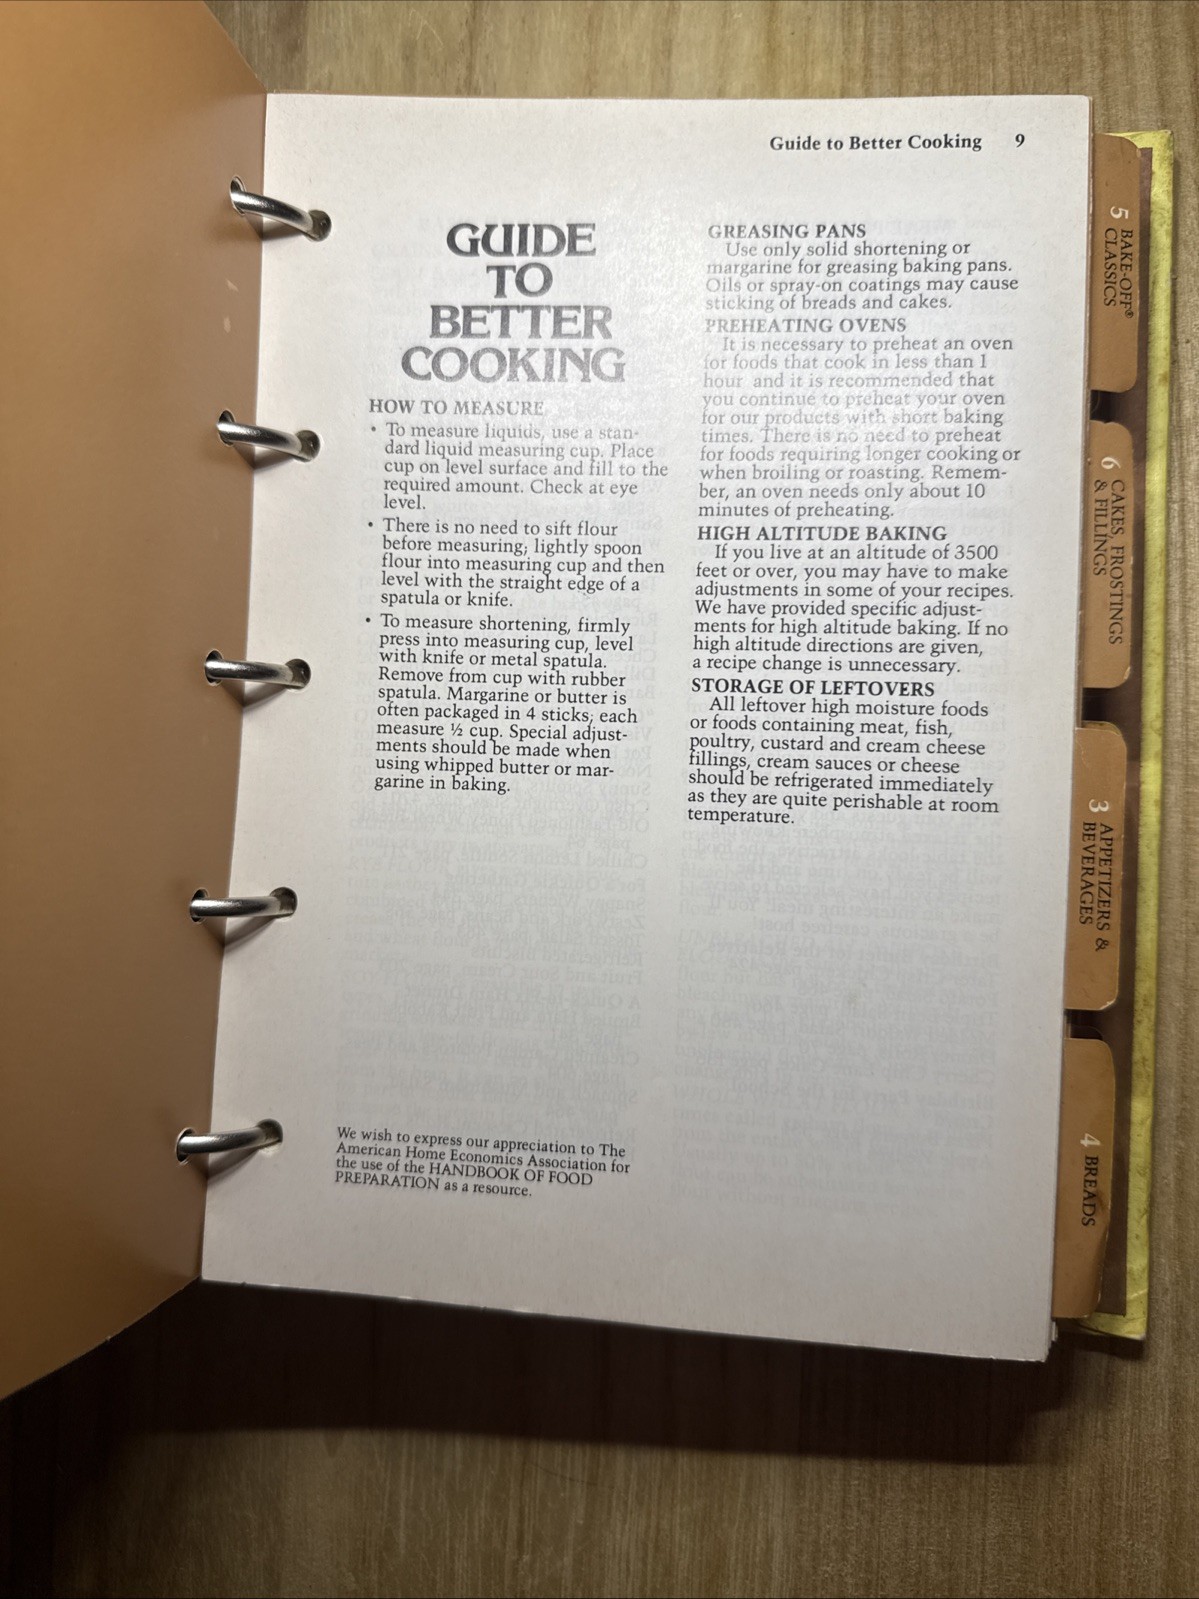 Guide to Better Cooking 9
GUIDE
TO
BETTER
COOKING
HOW TO MEASURE
• To measure liquids, use a stan-
dard liquid measuring cup. Place
cup on level surface and fill to the
required amount. Check at eye
level.
• There is no need to sift flour
before measuring; lightly spoon
flour into measuring cup and then
level with the straight edge of a
spatula or knife.
• To measure shortening, firmly
press into measuring cup, level
with knife or metal spatula.
Remove from cup with rubber
spatula. Margarine or butter is
often packaged in 4 sticks; each
measure ½ cup. Special adjust-
ments should be made when
using whipped butter or mar-
garine in baking.
We wish to express our appreciation to The
American Home Economics Association for
the use of the HANDBOOK OF FOOD
PREPARATION as a resource.
GREASING PANS
Use only solid shortening or
margarine for greasing baking pans.
Oils or spray-on coatings may cause
sticking of breads and cakes.
PREHEATING OVENS
It is necessary to preheat an oven
for foods that cook in less than 1
hour and it is recommended that
you continue to preheat your oven
for our products with short baking
times. There is no need to preheat
for foods requiring longer cooking or
when broiling or roasting. Remem-
ber, an oven needs only about 10
minutes of preheating.
HIGH ALTITUDE BAKING
If you live at an altitude of 3500
feet or over, you may have to make
adjustments in some of your recipes.
We have provided specific adjust-
ments for high altitude baking. If no
high altitude directions are given,
a recipe change is unnecessary.
STORAGE OF LEFTOVERS
All leftover high moisture foods
or foods containing meat, fish,
poultry, custard and cream cheese
fillings, cream sauces or cheese
should be refrigerated immediately
as they are quite perishable at room
temperature.
5 BAKE-OFF®
CLASSICS
6 CAKES, FROSTINGS
& FILLINGS
3 APPETIZERS &
BEVERAGES
4 BREADS